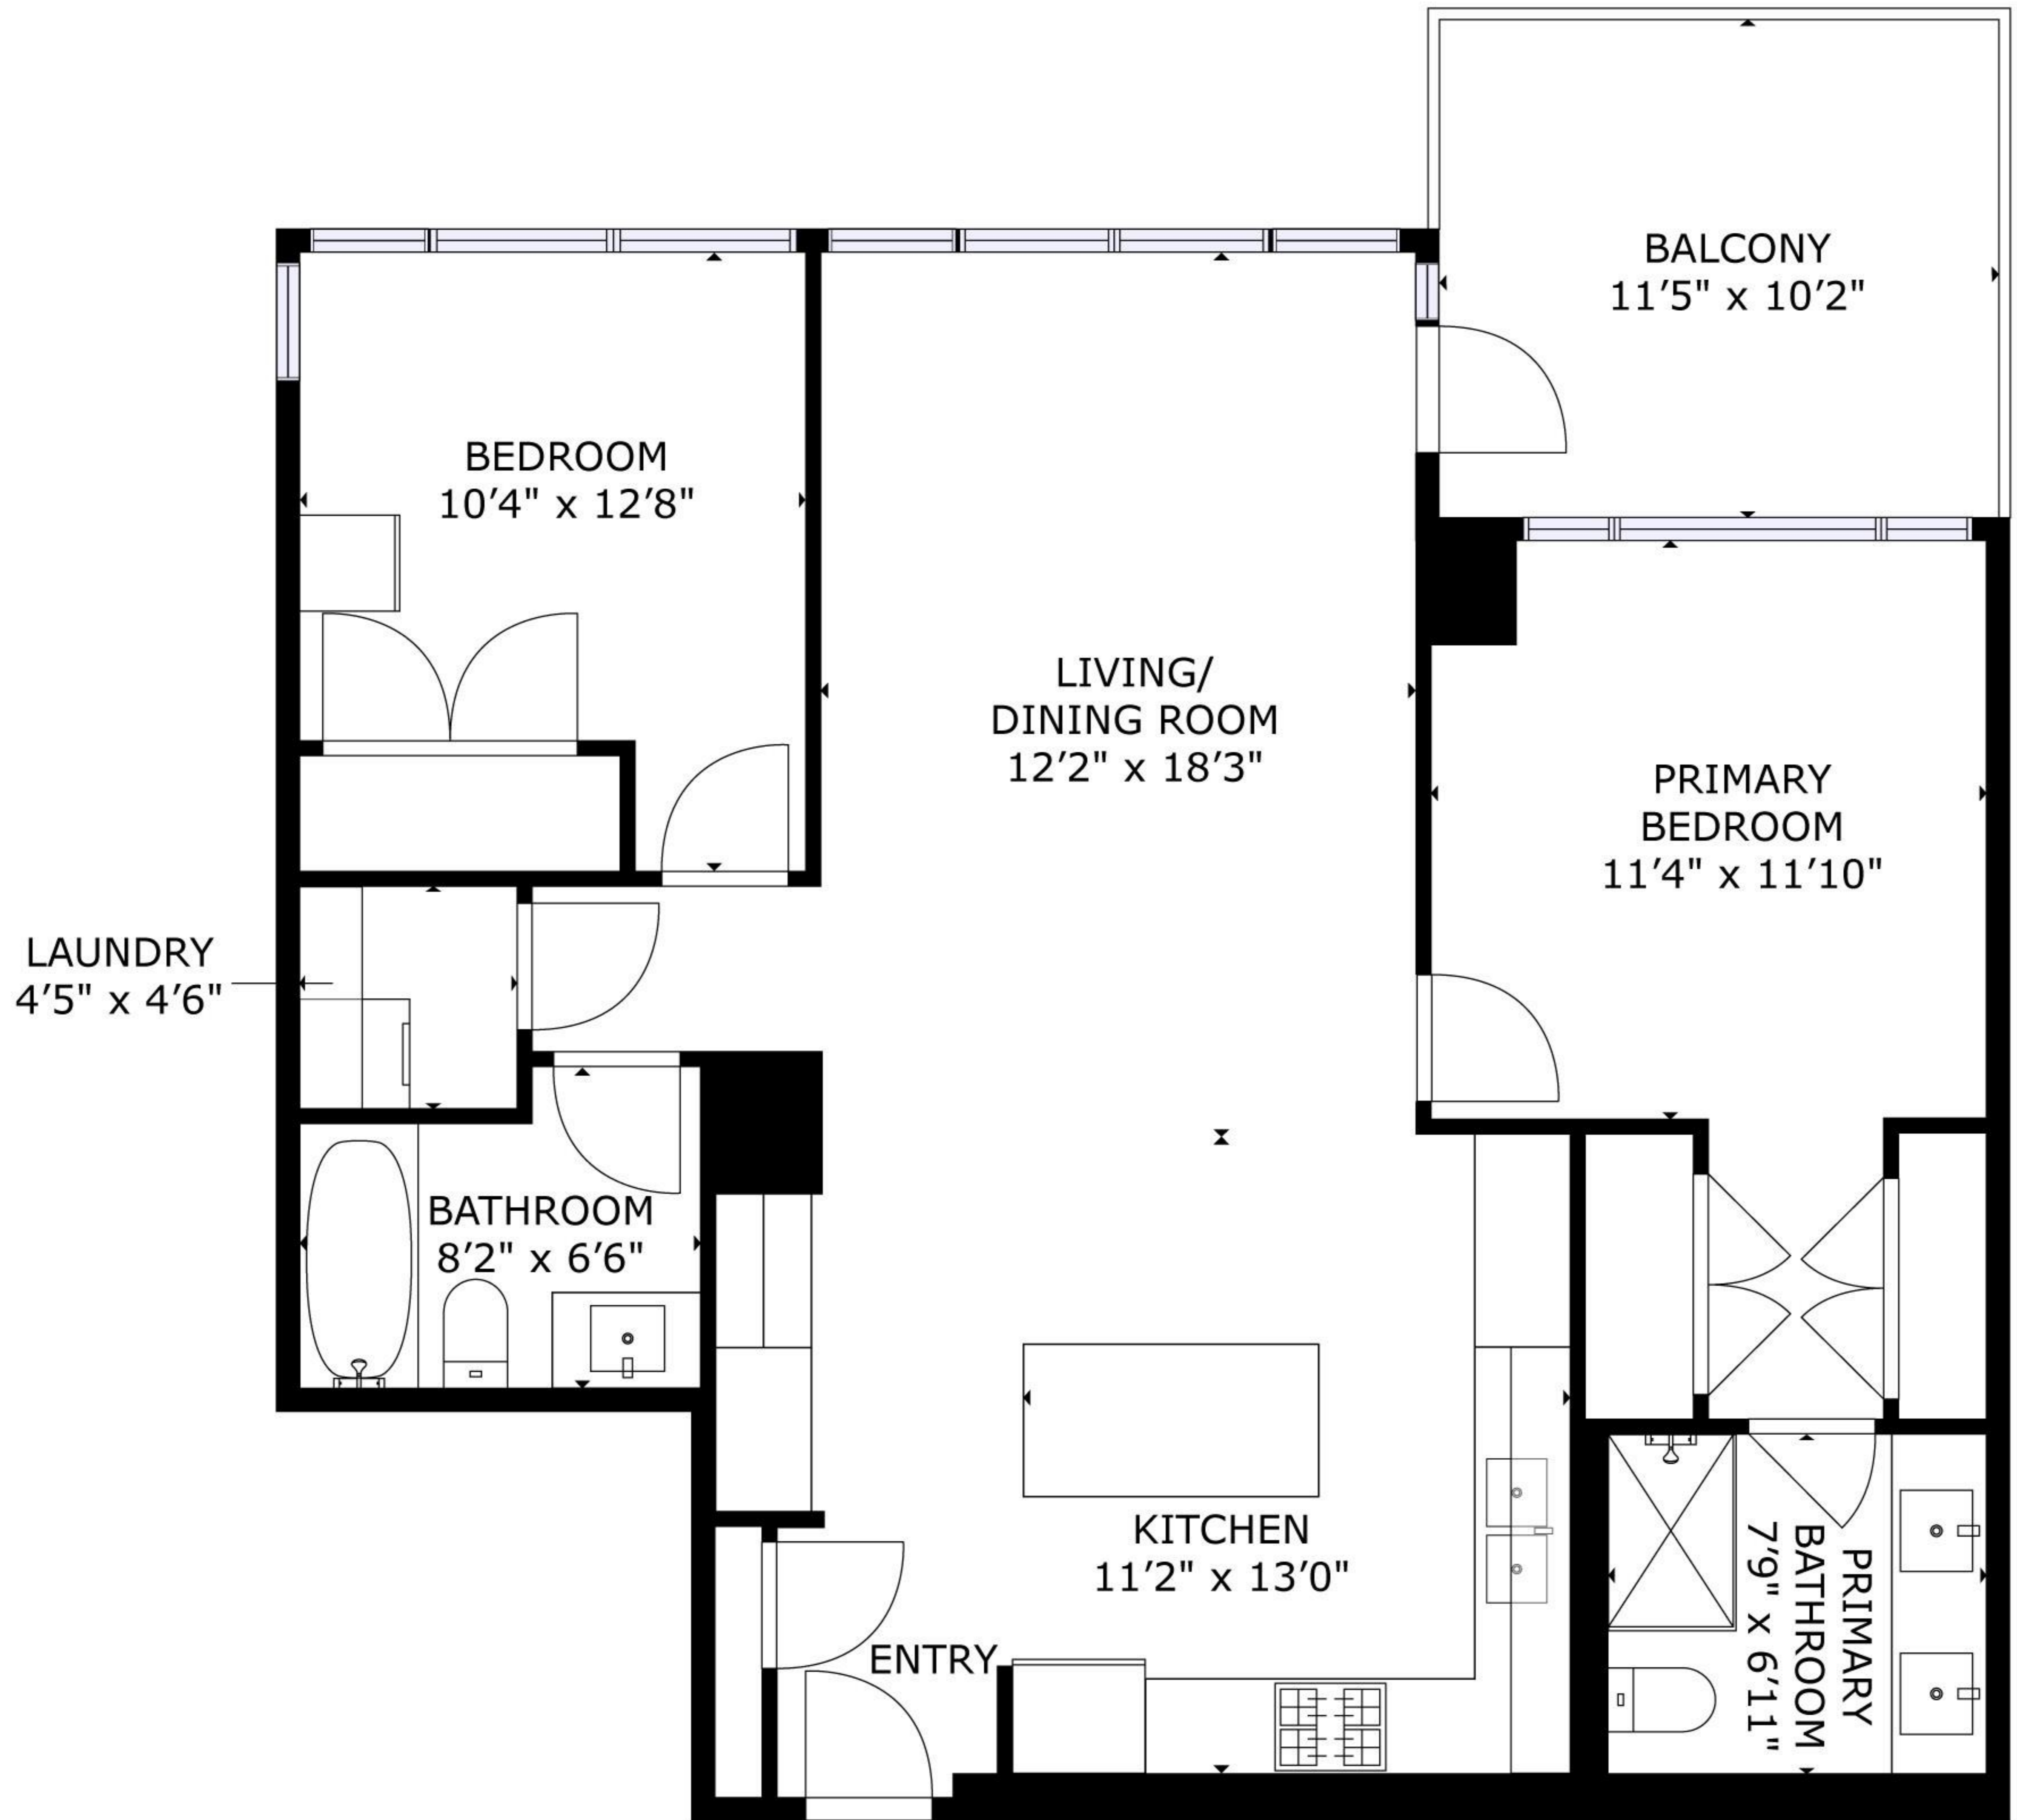 BALCONY
11'5" x 10'2"
BEDROOM
10'4" x 12'8"
LIVING/
DINING ROOM
12'2" x 18'3"
PRIMARY
BEDROOM
11'4" x 11'10"
LAUNDRY
4'5" x 4'6"
BATHROOM
8'2" x 6'6"
KITCHEN
11'2" x 13'0"
PRIMARY
BATHROOM
7'9" x 6'11"
ENTRY